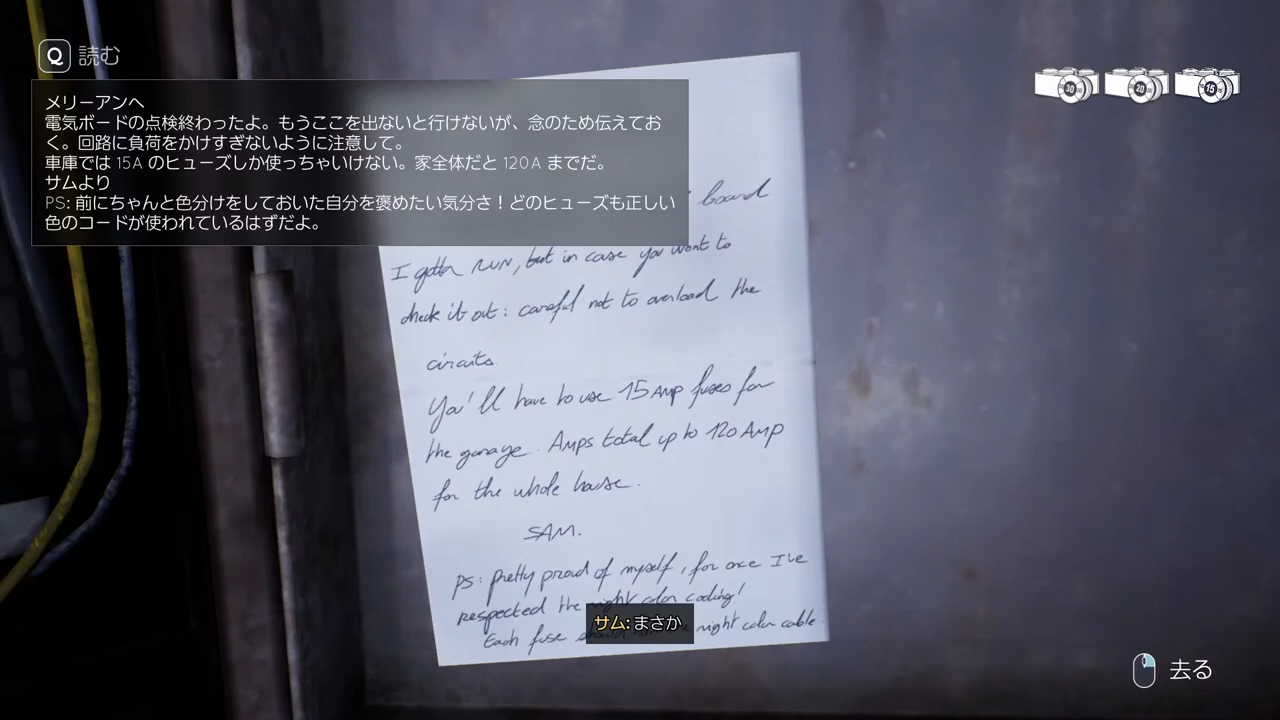 Q 読む
メリーアンへ
電気ボードの点検終わったよ。もうここを出ないと行けないが、念のため伝えてお
く。回路に負荷をかけすぎないように注意して。
車庫では 15A のヒューズしか使っちゃいけない。家全体だと 120A までだ。
サムより
PS: 前にちゃんと色分けをしておいた自分を褒めたい気分さ！どのヒューズも正しい
色のコードが使われているはずだよ。
30 20 15
board
I gotta RUN, but in case you want to
check it out : careful not to overload the
circuits.
You'll have to use 15 AMP fuses for
the garage. Amps total up to 120 AMP
for the whole house.
SAM.
PS : pretty proud of myself, for once I've
respected the right color coding!
Each fuse should right color cable
サム: まさか
去る